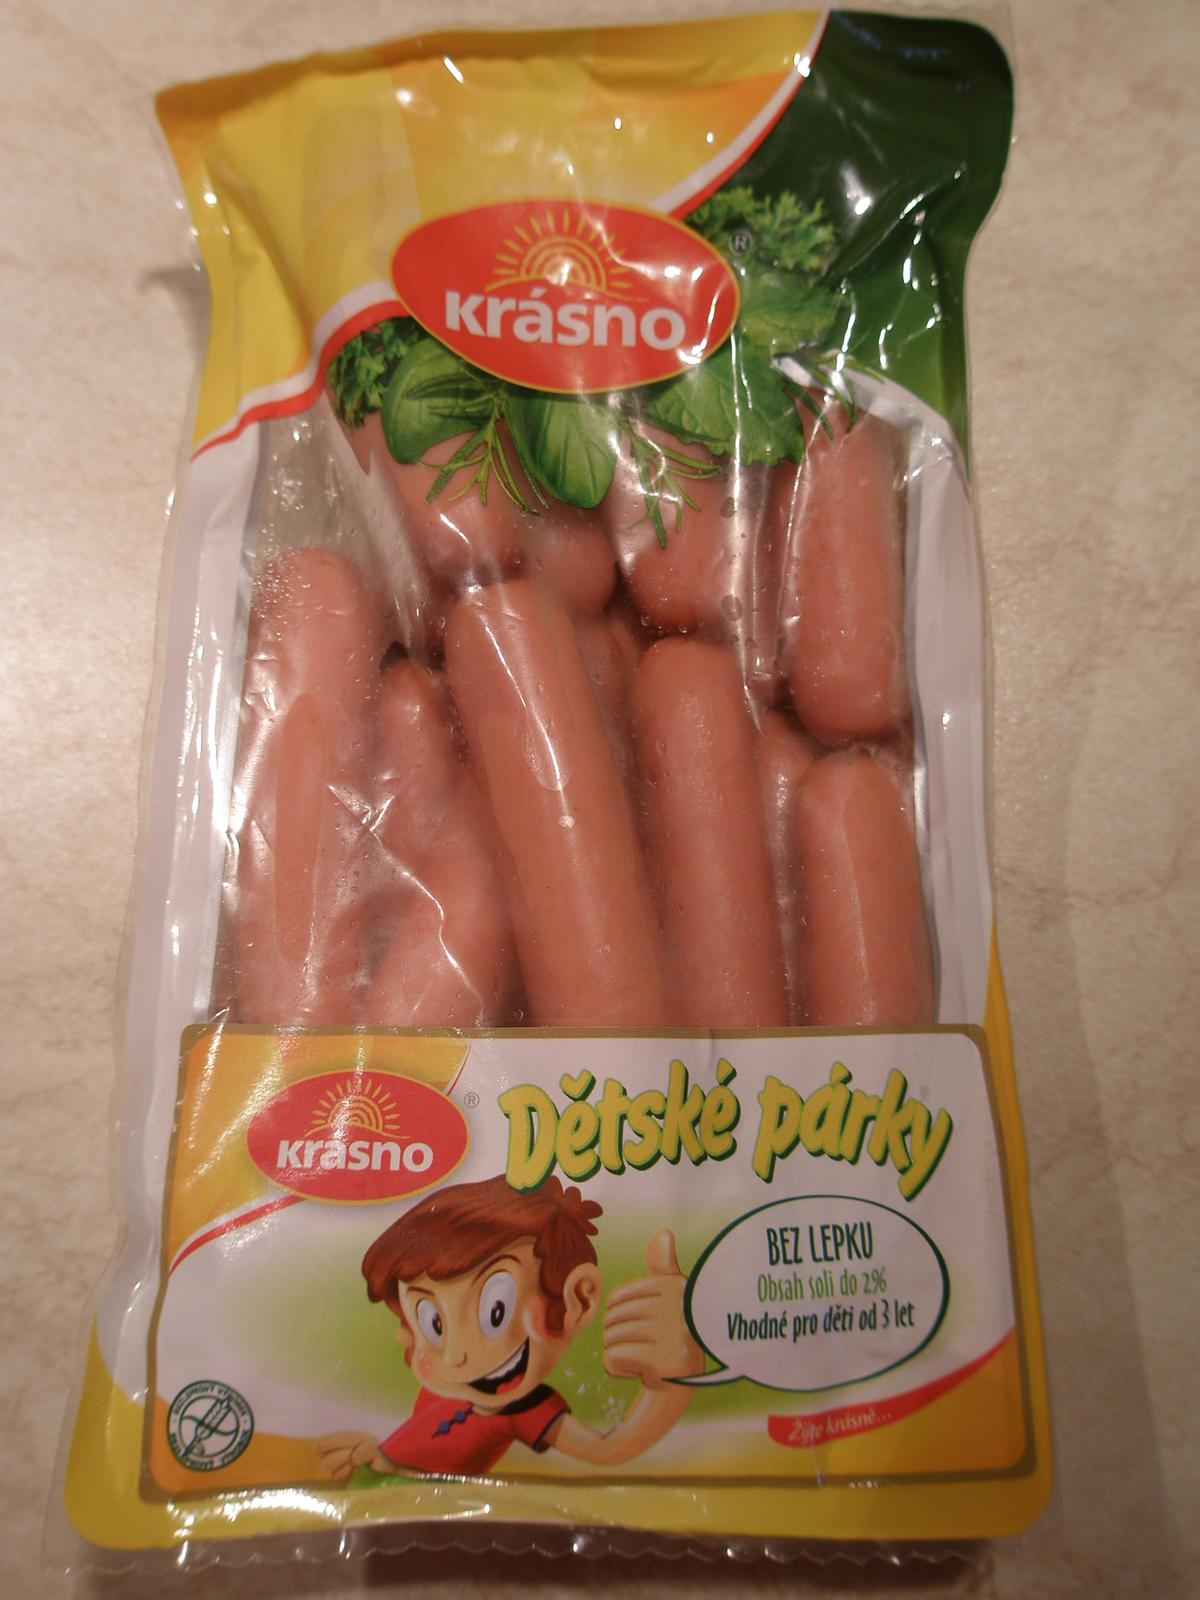 krásno
®
krásno
®
Dětské párky
BEZ LEPKU
Obsah soli do 2%
Vhodné pro děti od 3 let
Žijte krásně...